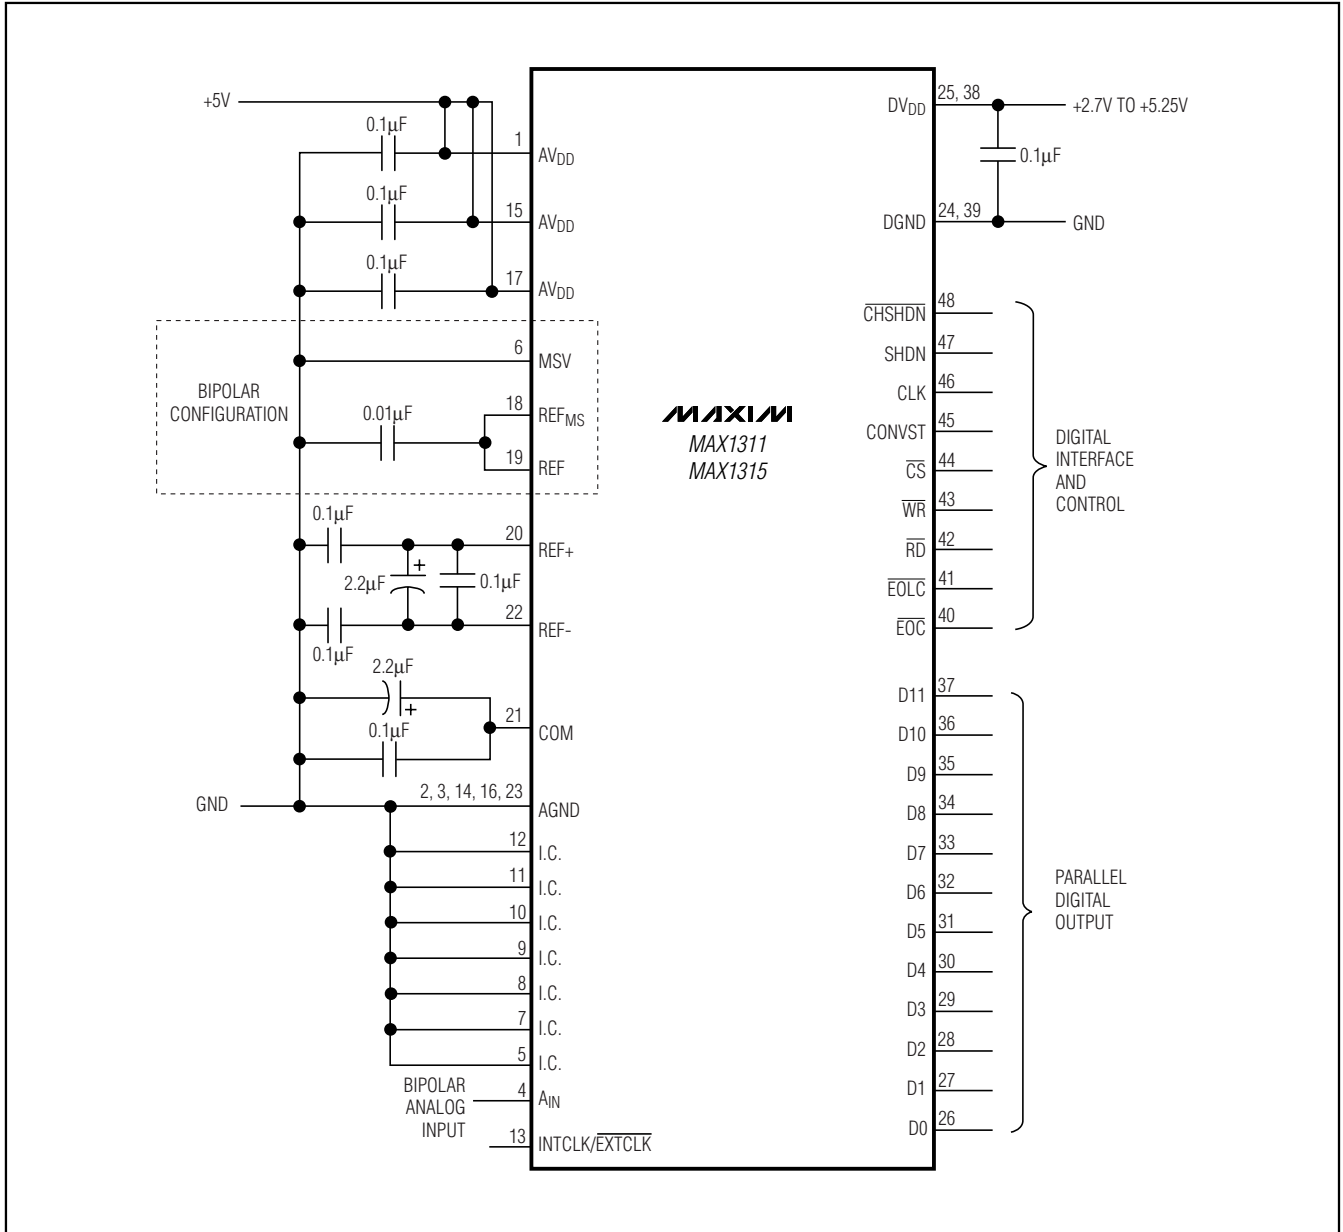 +5V
0.1µF
1
AVDD
0.1µF
15
AVDD
0.1µF
17
AVDD
BIPOLAR
CONFIGURATION
6
MSV
18
REFMS
0.01µF
19
REF
0.1µF
20
REF+
2.2µF
+
0.1µF
22
REF-
0.1µF
2.2µF
+
21
COM
0.1µF
GND
2, 3, 14, 16, 23
AGND
12
I.C.
11
I.C.
10
I.C.
9
I.C.
8
I.C.
7
I.C.
5
I.C.
BIPOLAR
ANALOG
INPUT
4
AIN
13
INTCLK/EXTCLK
MAXIM
MAX1311
MAX1315
DVDD
25, 38
+2.7V TO +5.25V
0.1µF
DGND
24, 39
GND
CHSHDN
48
SHDN
47
CLK
46
CONVST
45
CS
44
WR
43
RD
42
EOLC
41
EOC
40
DIGITAL
INTERFACE
AND
CONTROL
D11
37
D10
36
D9
35
D8
34
D7
33
D6
32
D5
31
D4
30
D3
29
D2
28
D1
27
D0
26
PARALLEL
DIGITAL
OUTPUT